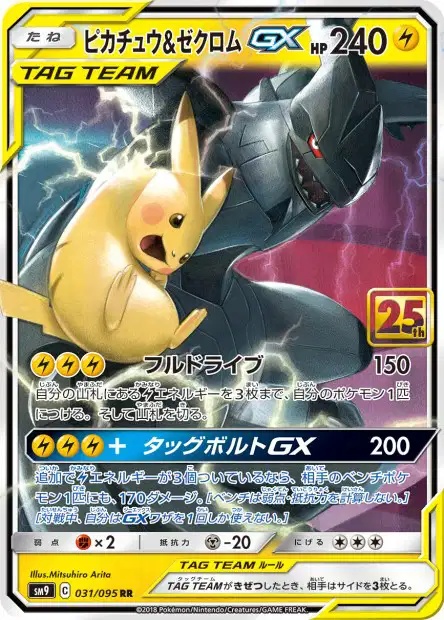 たね ピカチュウ&ゼクロムGX HP240
TAG TEAM
25th
フルドライブ 150
自分の山札にあるエネルギーを3枚まで、自分のポケモン1匹
につける。そして山札を切る。
+ タッグボルトGX 200
追加でエネルギーが3個ついているなら、相手のベンチポケ
モン1匹にも、170ダメージ。[ベンチは弱点・抵抗力を計算しない。]
[対戦中、自分はGXワザを1回しか使えない。]
弱点 ×2 抵抗力 -20 にげる
Illus.Mitsuhiro Arita
TAG TEAM ルール
SM9 C 031/095 RR
TAG TEAMがきぜつしたとき、相手はサイドを3枚とる。
©2018 Pokémon/Nintendo/Creatures/GAME FREAK.